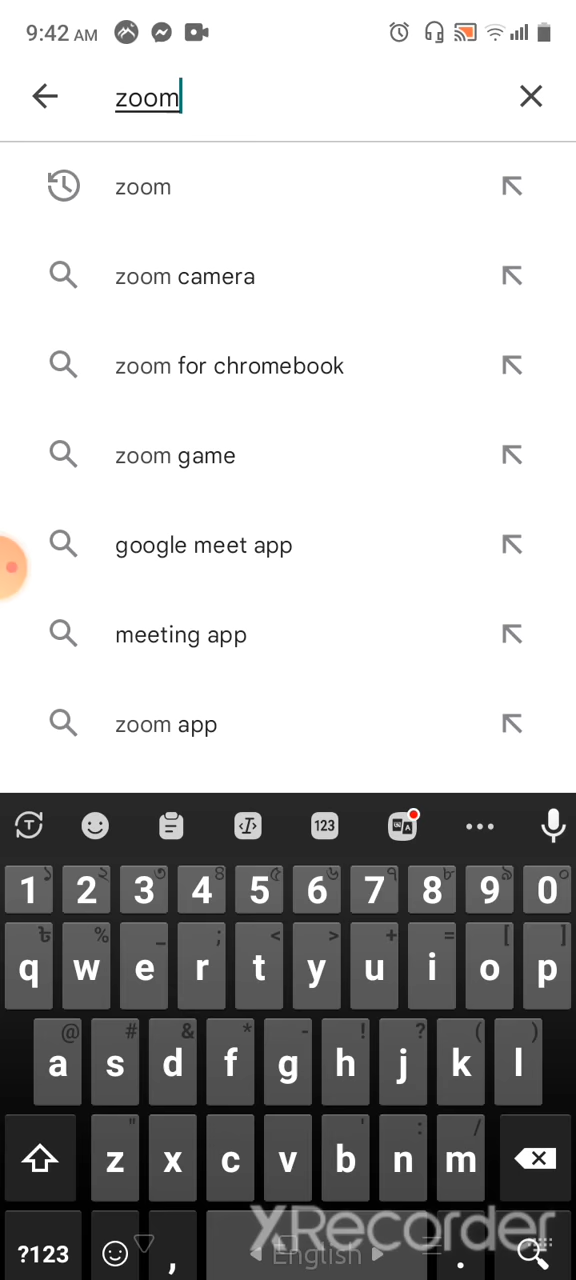 9:42 AM
zoom
zoom
zoom camera
zoom for chromebook
zoom game
google meet app
meeting app
zoom app
123
1 2 3 4 5 6 7 8 9 0
% _ ; < > + = [ ]
q w e r t y u i o p
@ # & * - ! ? ( )
a s d f g h j k l
" ' : /
z x c v b n m
?123 , English .
XRecorder